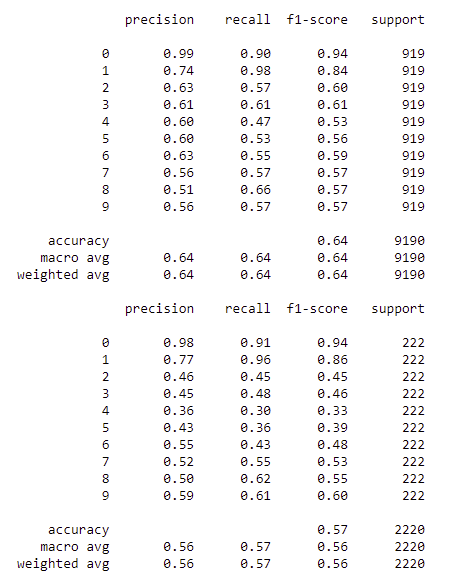 precision recall f1-score support
0 0.99 0.90 0.94 919
1 0.74 0.98 0.84 919
2 0.63 0.57 0.60 919
3 0.61 0.61 0.61 919
4 0.60 0.47 0.53 919
5 0.60 0.53 0.56 919
6 0.63 0.55 0.59 919
7 0.56 0.57 0.57 919
8 0.51 0.66 0.57 919
9 0.56 0.57 0.57 919
accuracy 0.64 9190
macro avg 0.64 0.64 0.64 9190
weighted avg 0.64 0.64 0.64 9190
precision recall f1-score support
0 0.98 0.91 0.94 222
1 0.77 0.96 0.86 222
2 0.46 0.45 0.45 222
3 0.45 0.48 0.46 222
4 0.36 0.30 0.33 222
5 0.43 0.36 0.39 222
6 0.55 0.43 0.48 222
7 0.52 0.55 0.53 222
8 0.50 0.62 0.55 222
9 0.59 0.61 0.60 222
accuracy 0.57 2220
macro avg 0.56 0.57 0.56 2220
weighted avg 0.56 0.57 0.56 2220